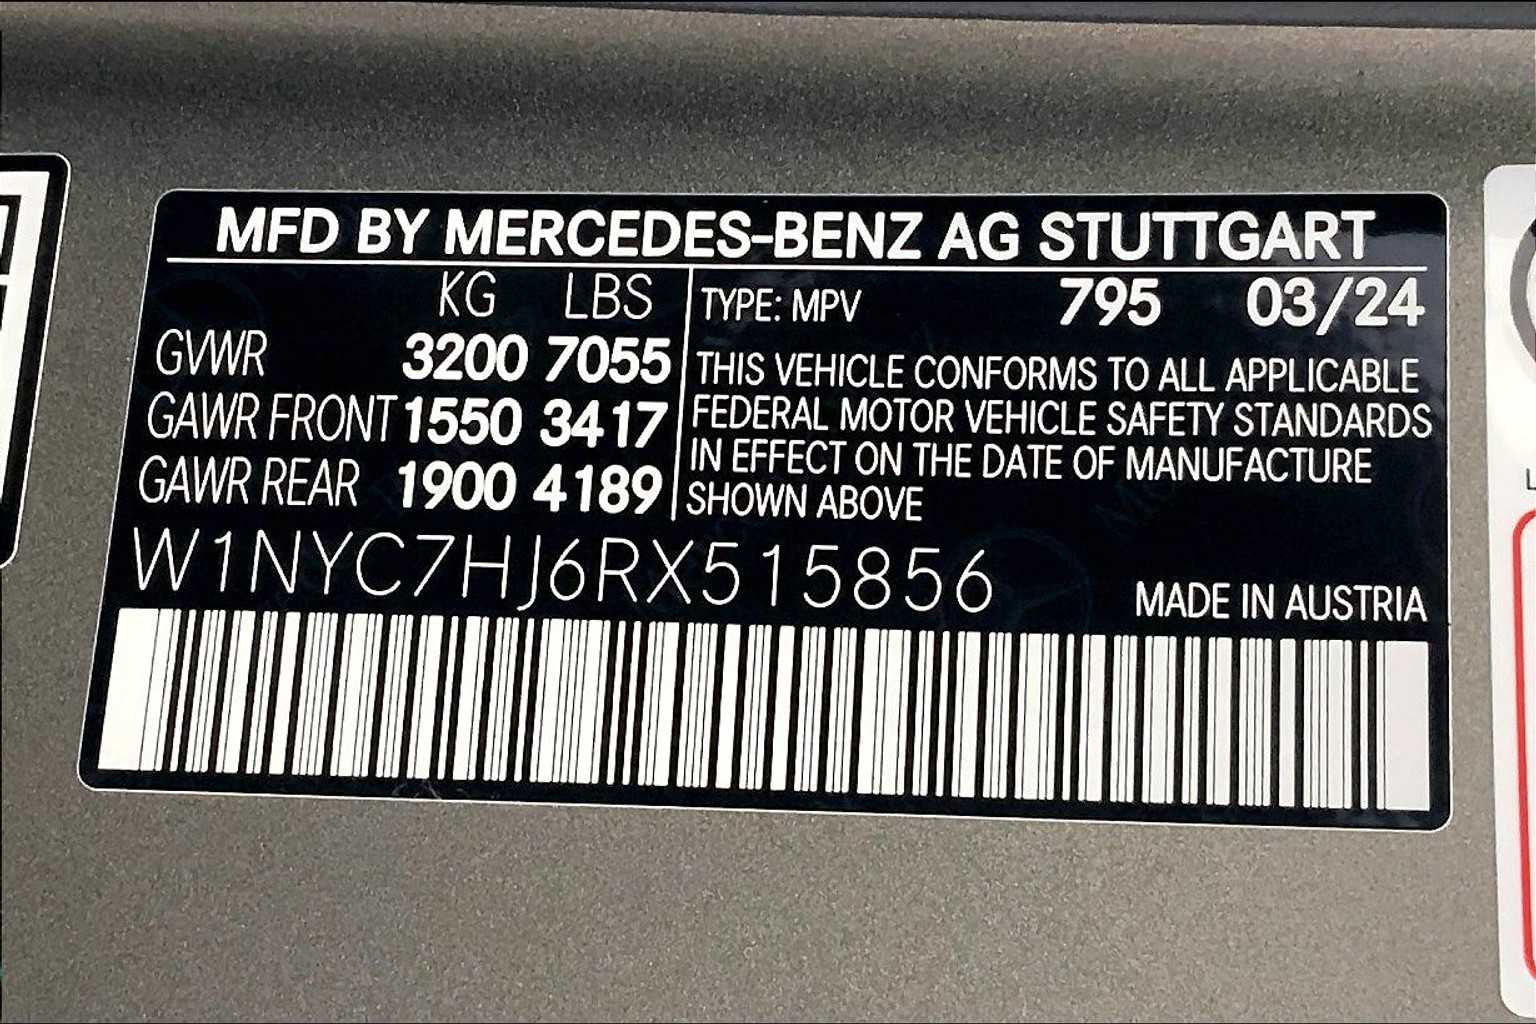 MFD BY MERCEDES-BENZ AG STUTTGART
KG LBS
GVWR 3200 7055
GAWR FRONT 1550 3417
GAWR REAR 1900 4189
TYPE: MPV 795 03/24
THIS VEHICLE CONFORMS TO ALL APPLICABLE
FEDERAL MOTOR VEHICLE SAFETY STANDARDS
IN EFFECT ON THE DATE OF MANUFACTURE
SHOWN ABOVE
W1NYC7HJ6RX515856
MADE IN AUSTRIA